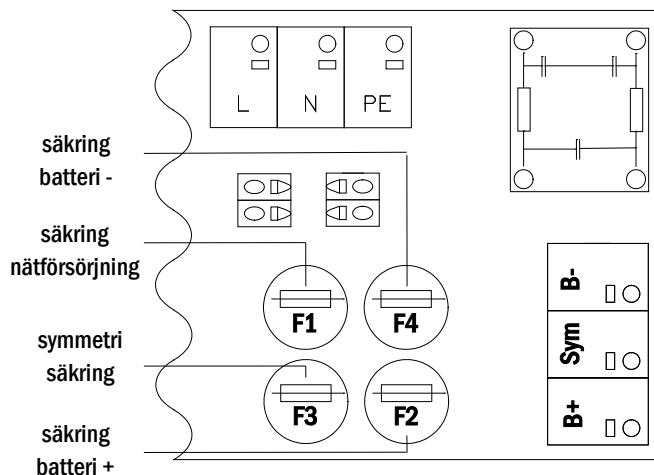 L N PE
säkring
batteri -
säkring
nätförsörjning
F1 F4
symmetri
säkring
F3 F2
säkring
batteri +
B-
Sym
B+